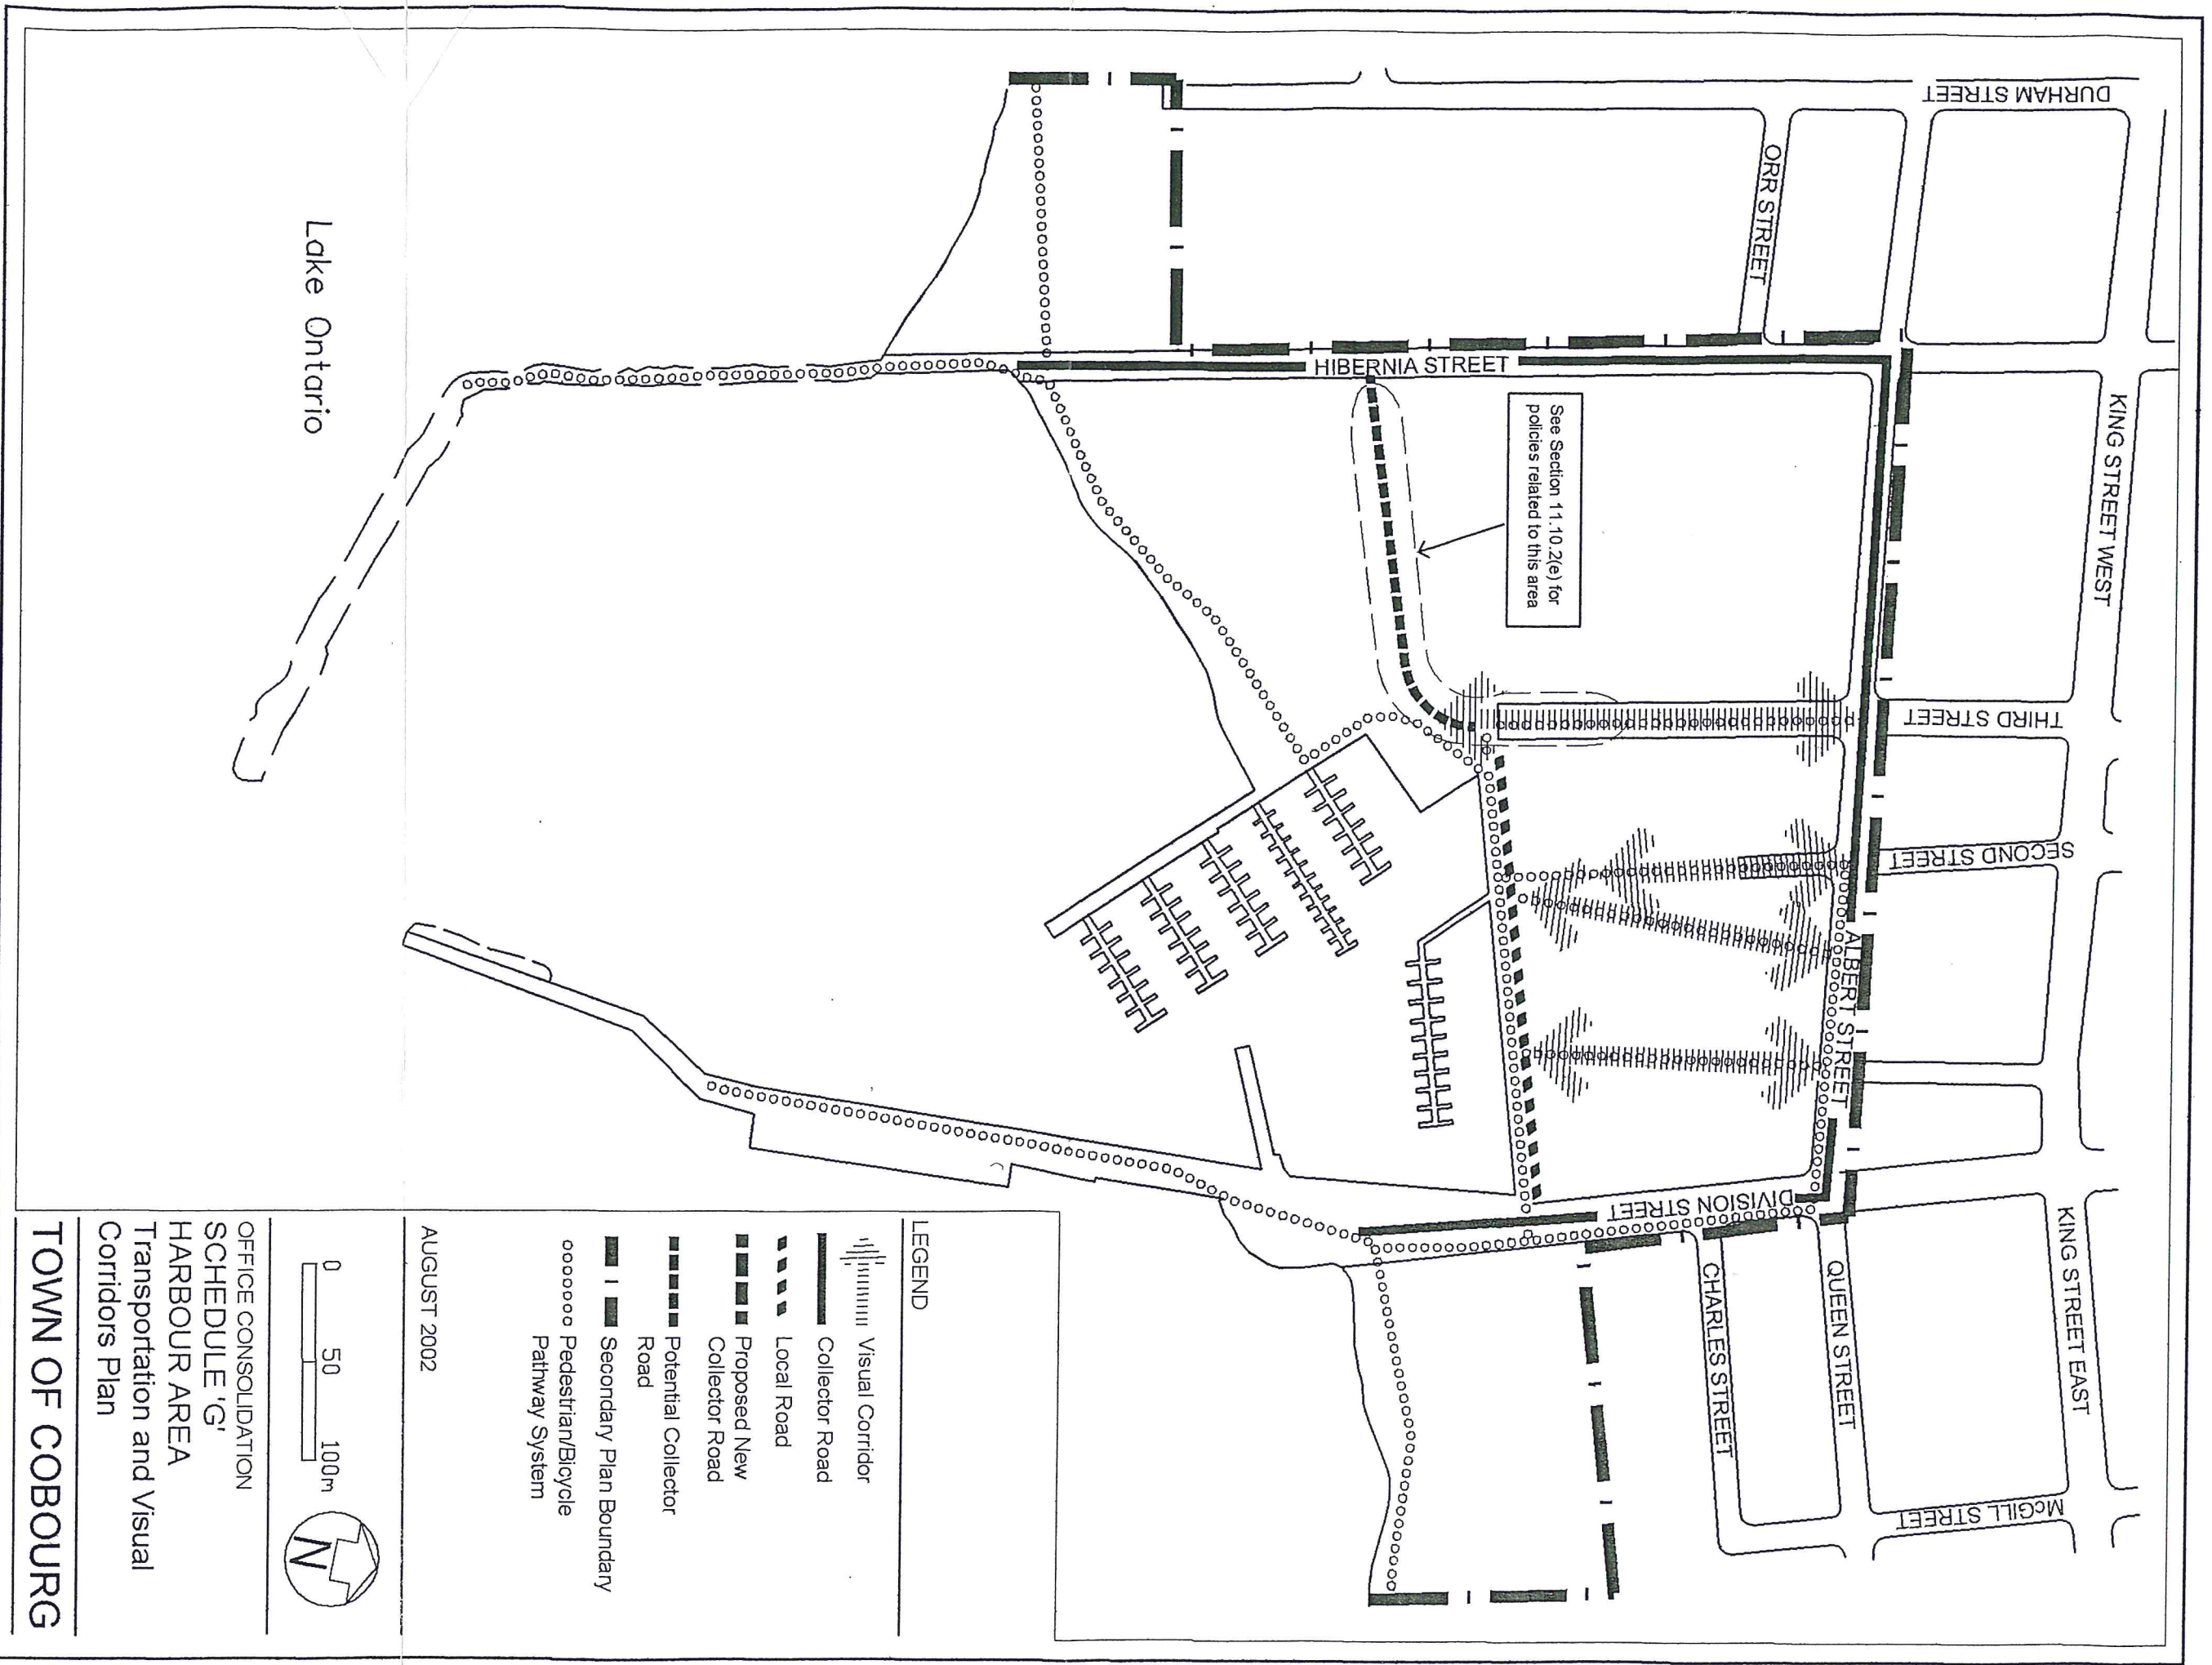 DURHAM STREET
ORR STREET
HIBERNIA STREET
KING STREET WEST
THIRD STREET
SECOND STREET
ALBERT STREET
DIVISION STREET
CHARLES STREET
QUEEN STREET
KING STREET EAST
McGILL STREET
Lake Ontario
See Section 11.10.2(e) for
policies related to this area
LEGEND
Visual Corridor
Collector Road
Local Road
Proposed New
Collector Road
Potential Collector
Road
Secondary Plan Boundary
Pedestrian/Bicycle
Pathway System
AUGUST 2002
0 50 100m
N
OFFICE CONSOLIDATION
SCHEDULE 'G'
HARBOUR AREA
Transportation and Visual
Corridors Plan
TOWN OF COBOURG